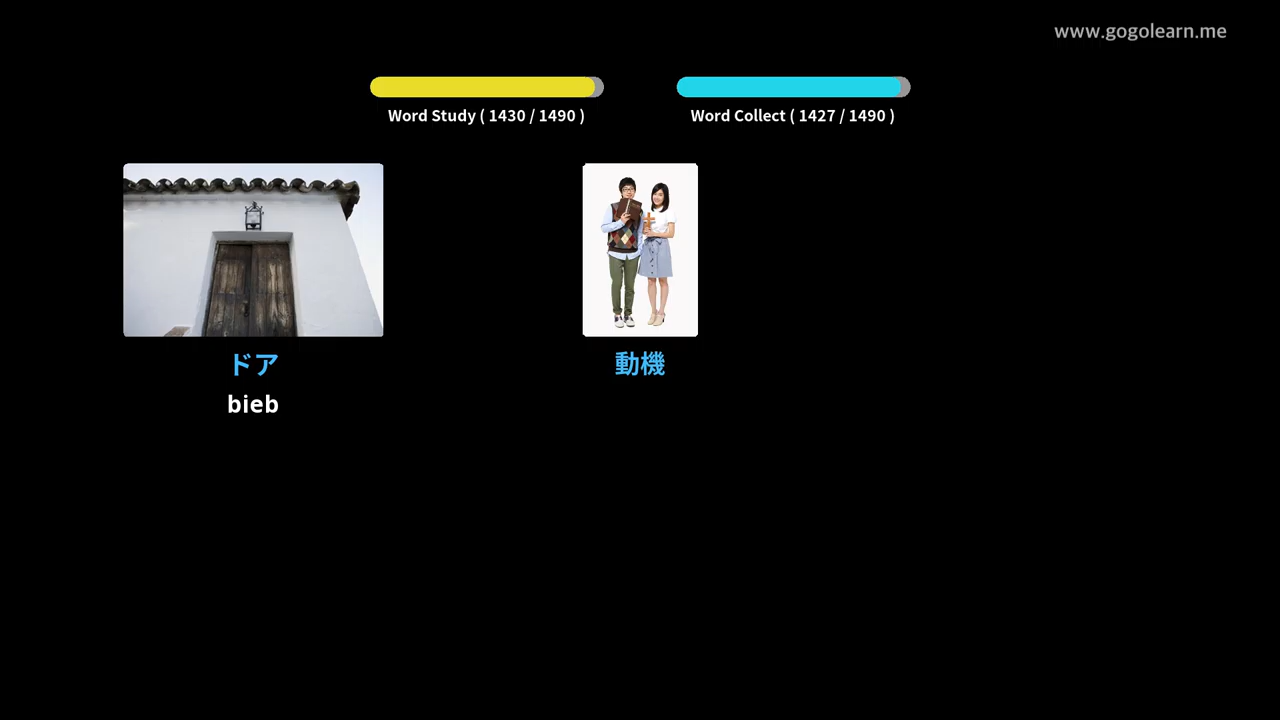 www.gogolearn.me
Word Study ( 1430 / 1490 )
Word Collect ( 1427 / 1490 )
ドア
bieb
動機